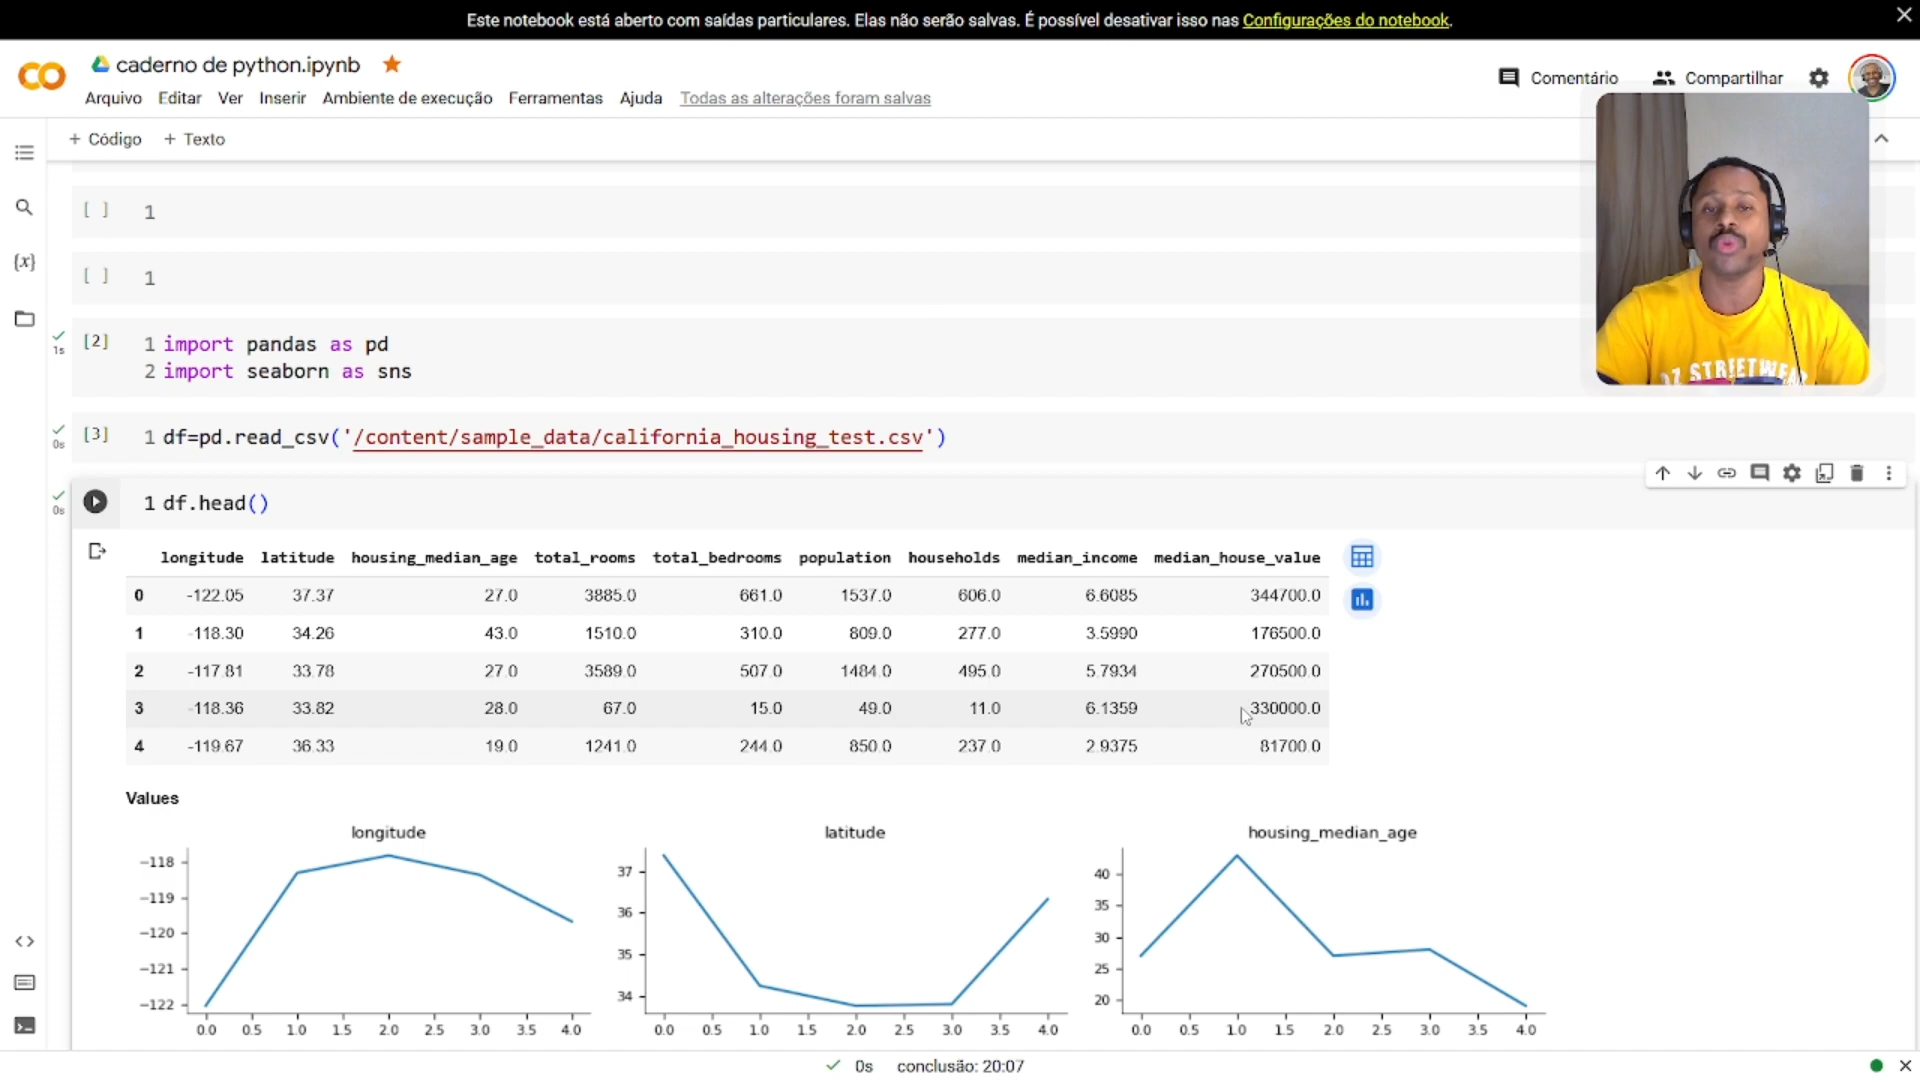 Este notebook está aberto com saídas particulares. Elas não serão salvas. É possível desativar isso nas Configurações do notebook.
caderno de python.ipynb
Comentário Compartilhar
Arquivo Editar Ver Inserir Ambiente de execução Ferramentas Ajuda Todas as alterações foram salvas
+ Código + Texto
[ ] 1
[ ] 1
[2] 1 import pandas as pd
1s
2 import seaborn as sns
[3] 1 df=pd.read_csv('/content/sample_data/california_housing_test.csv')
0s
1 df.head()
0s
longitude latitude housing_median_age total_rooms total_bedrooms population households median_income median_house_value
0 -122.05 37.37 27.0 3885.0 661.0 1537.0 606.0 6.6085 344700.0
1 -118.30 34.26 43.0 1510.0 310.0 809.0 277.0 3.5990 176500.0
2 -117.81 33.78 27.0 3589.0 507.0 1484.0 495.0 5.7934 270500.0
3 -118.36 33.82 28.0 67.0 15.0 49.0 11.0 6.1359 330000.0
4 -119.67 36.33 19.0 1241.0 244.0 850.0 237.0 2.9375 81700.0
Values
longitude
−118
−119
−120
−121
−122
0.0 0.5 1.0 1.5 2.0 2.5 3.0 3.5 4.0
latitude
37
36
35
34
0.0 0.5 1.0 1.5 2.0 2.5 3.0 3.5 4.0
housing_median_age
40
35
30
25
20
0.0 0.5 1.0 1.5 2.0 2.5 3.0 3.5 4.0
0s conclusão: 20:07